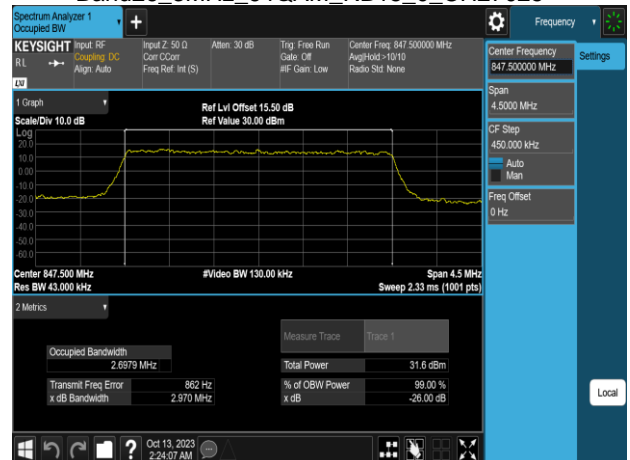 Spectrum Analyzer 1
Occupied BW
Frequency
KEYSIGHT
RL
LXI
Input: RF
Coupling: DC
Align: Auto
Input Z: 50 Ω
Corr CCorr
Freq Ref: Int (S)
Atten: 30 dB
Trig: Free Run
Gate: Off
#IF Gain: Low
Center Freq: 847.500000 MHz
Avg|Hold:>10/10
Radio Std: None
Center Frequency
847.500000 MHz
Settings
Span
4.5000 MHz
CF Step
450.000 kHz
Auto
Man
Freq Offset
0 Hz
Local
1 Graph
Scale/Div 10.0 dB
Ref Lvl Offset 15.50 dB
Ref Value 30.00 dBm
Log
20.0
10.0
0.00
-10.0
-20.0
-30.0
-40.0
-50.0
-60.0
Center 847.500 MHz
#Video BW 130.00 kHz
Span 4.5 MHz
Res BW 43.000 kHz
Sweep 2.33 ms (1001 pts)
2 Metrics
Measure Trace
Trace 1
Occupied Bandwidth
2.6979 MHz
Total Power
31.6 dBm
Transmit Freq Error
862 Hz
% of OBW Power
99.00 %
x dB Bandwidth
2.970 MHz
x dB
-26.00 dB
?
Oct 13, 2023
2:24:07 AM